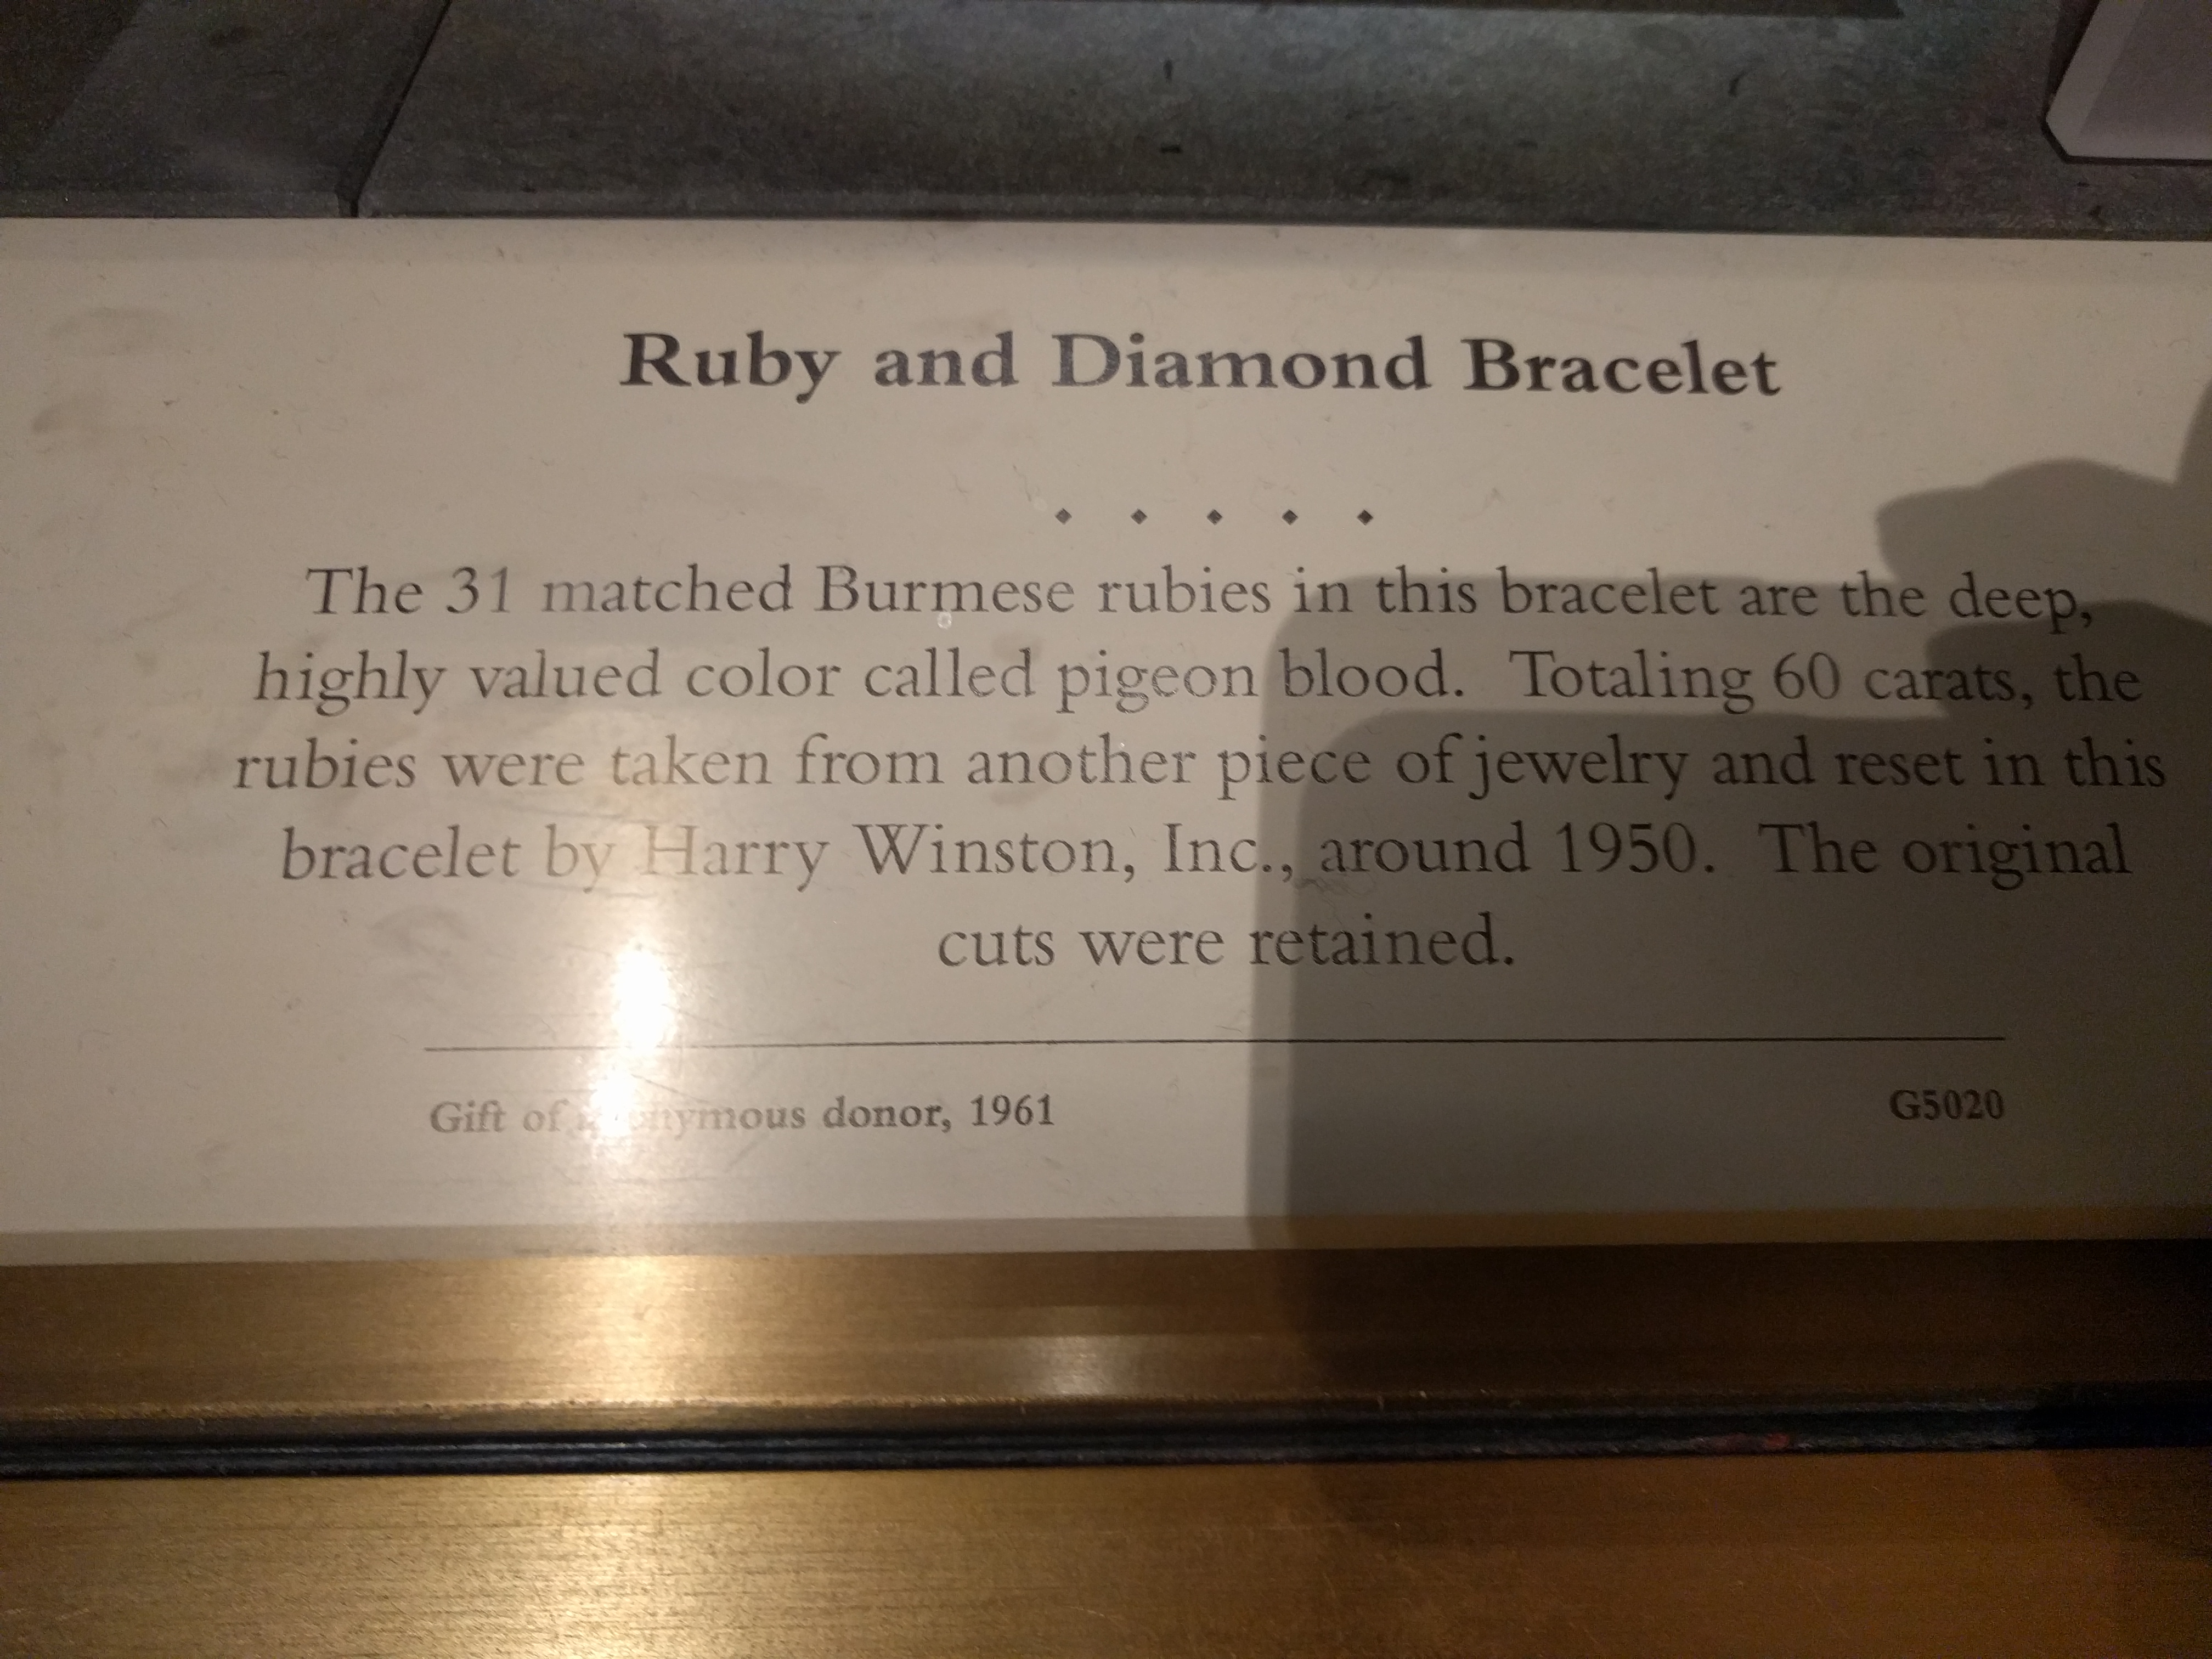 Ruby and Diamond Bracelet
The 31 matched Burmese rubies in this bracelet are the deep,
highly valued color called pigeon blood. Totaling 60 carats, the
rubies were taken from another piece of jewelry and reset in this
bracelet by Harry Winston, Inc., around 1950. The original
cuts were retained.
Gift of anonymous donor, 1961
G5020